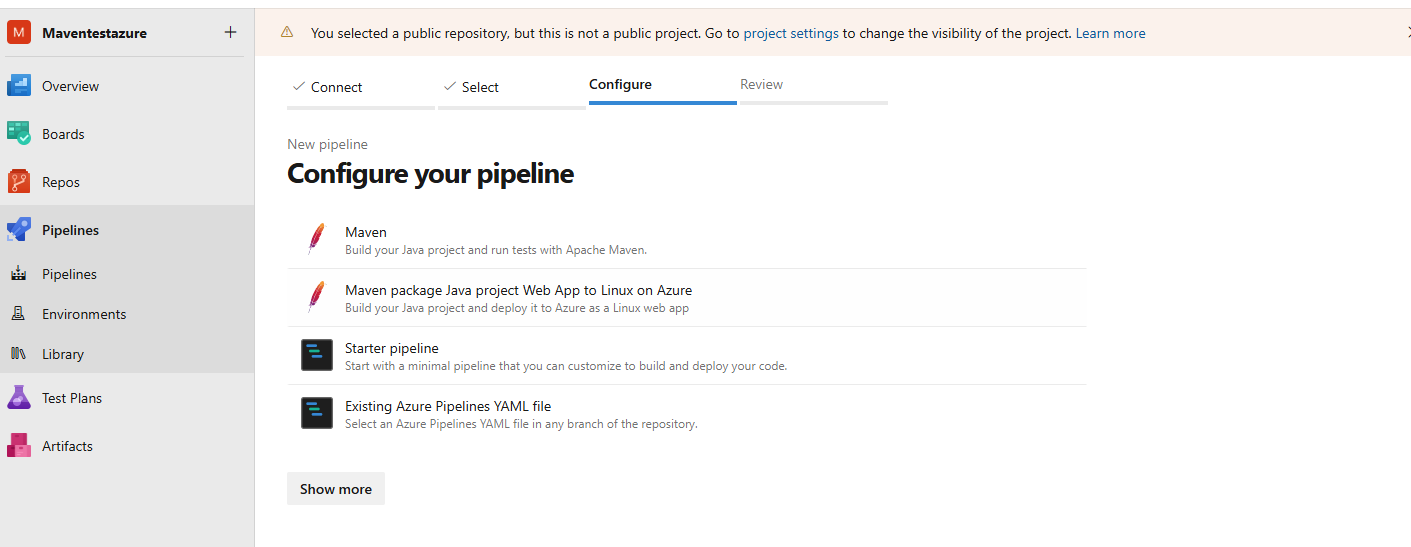 M Maventestazure +
You selected a public repository, but this is not a public project. Go to project settings to change the visibility of the project. Learn more
Overview
Boards
Repos
Pipelines
Pipelines
Environments
Library
Test Plans
Artifacts
Connect
Select
Configure
Review
New pipeline
Configure your pipeline
Maven
Build your Java project and run tests with Apache Maven.
Maven package Java project Web App to Linux on Azure
Build your Java project and deploy it to Azure as a Linux web app
Starter pipeline
Start with a minimal pipeline that you can customize to build and deploy your code.
Existing Azure Pipelines YAML file
Select an Azure Pipelines YAML file in any branch of the repository.
Show more